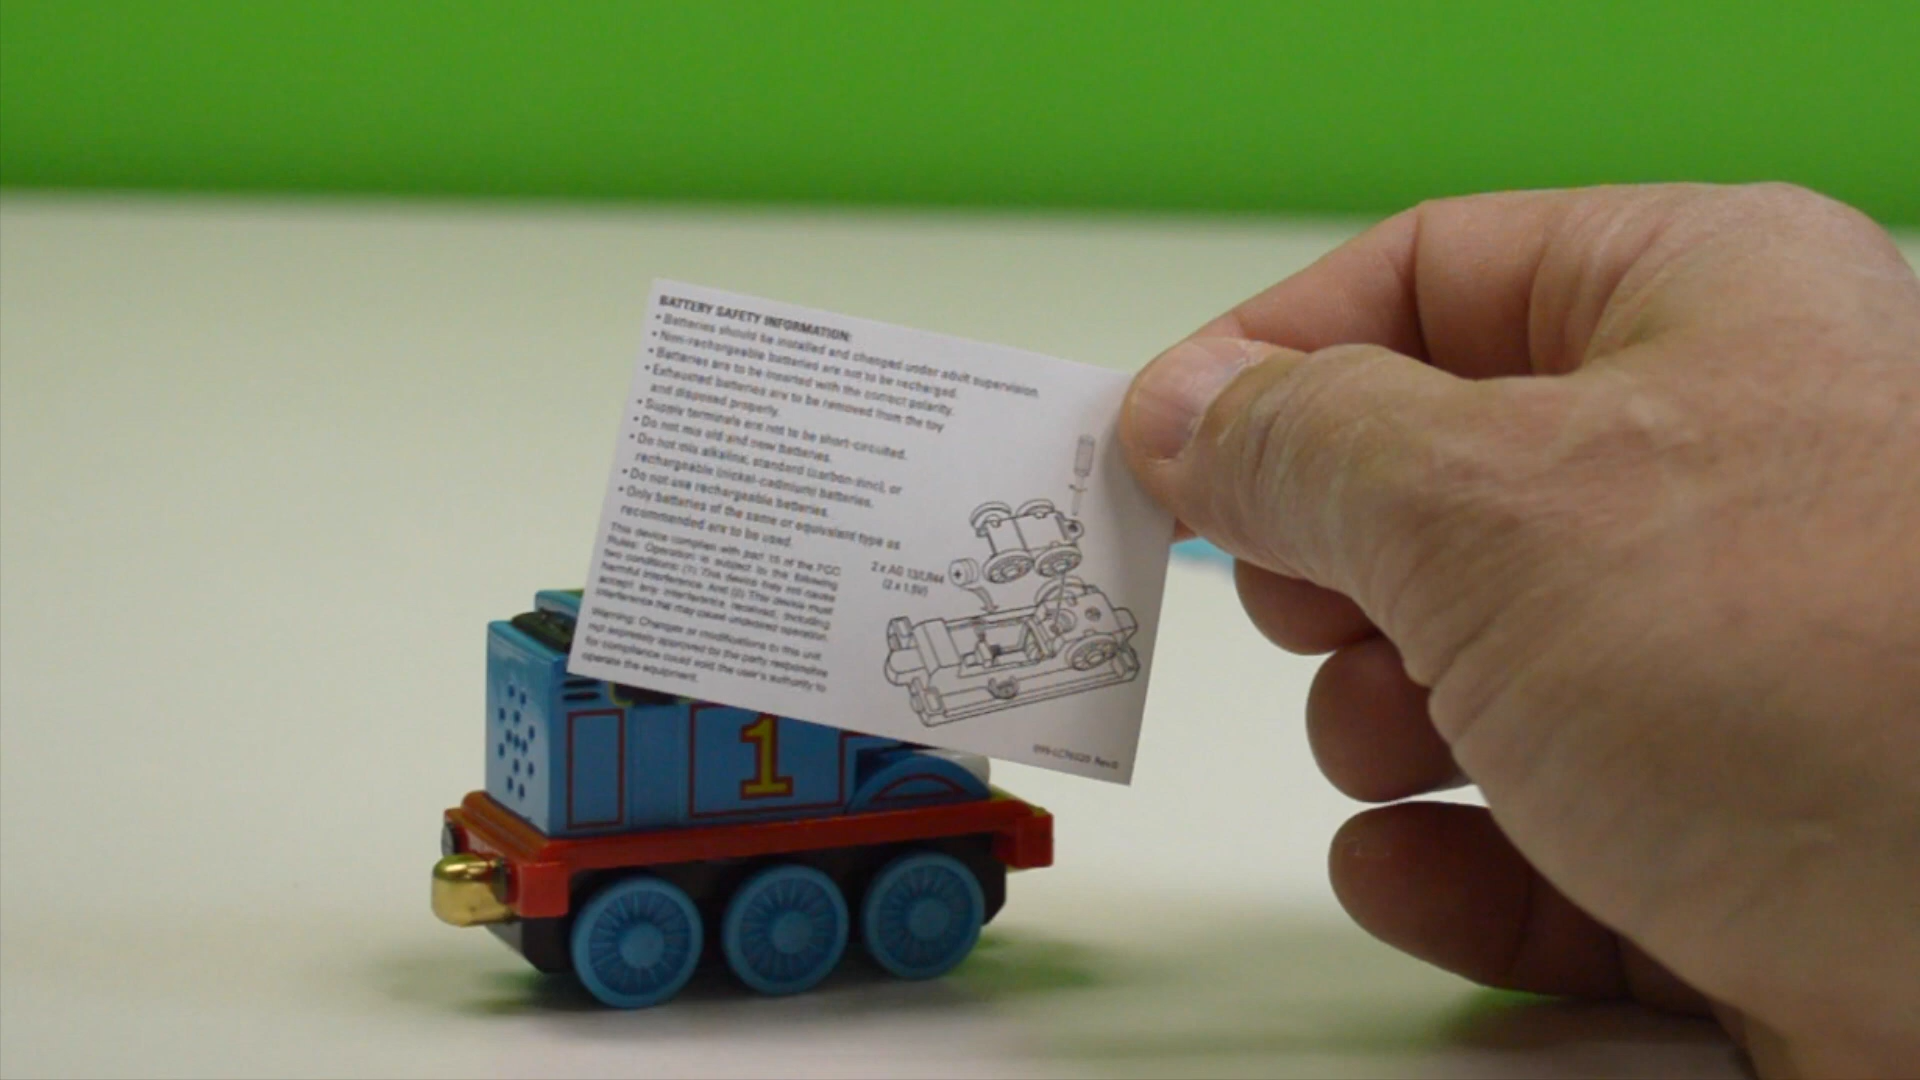 BATTERY SAFETY INFORMATION:
• Batteries should be installed and changed under adult supervision.
• Non-rechargeable batteries are not to be recharged.
• Batteries are to be inserted with the correct polarity.
• Exhausted batteries are to be removed from the toy
and disposed properly.
• Supply terminals are not to be short-circuited.
• Do not mix old and new batteries.
• Do not mix alkaline, standard (carbon-zinc), or
rechargeable (nickel-cadmium) batteries.
• Do not use rechargeable batteries.
• Only batteries of the same or equivalent type as
recommended are to be used.
This device complies with part 15 of the FCC
Rules: Operation is subject to the following
two conditions: (1) This device may not cause
harmful interference. And (2) This device must
accept any interference received, including
interference that may cause undesired operation.
Warning: Changes or modifications to this unit
not expressly approved by the party responsible
for compliance could void the user's authority to
operate the equipment.
2 x AG 13/LR44
(2 x 1.5V)
1